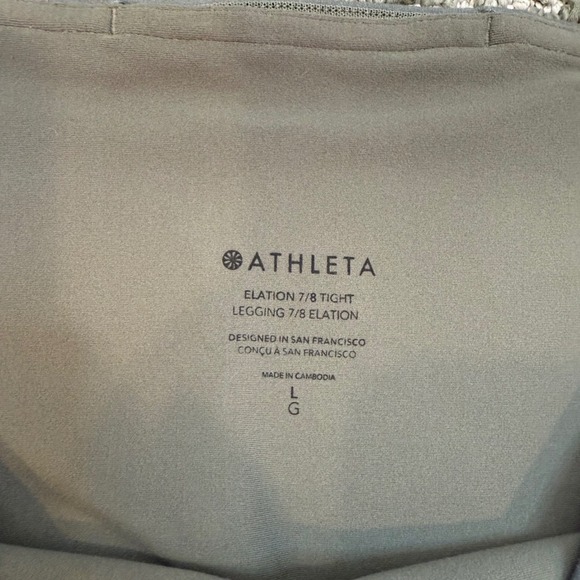 ATHLETA
ELATION 7/8 TIGHT
LEGGING 7/8 ELATION
DESIGNED IN SAN FRANCISCO
CONÇU À SAN FRANCISCO
MADE IN CAMBODIA
L
G